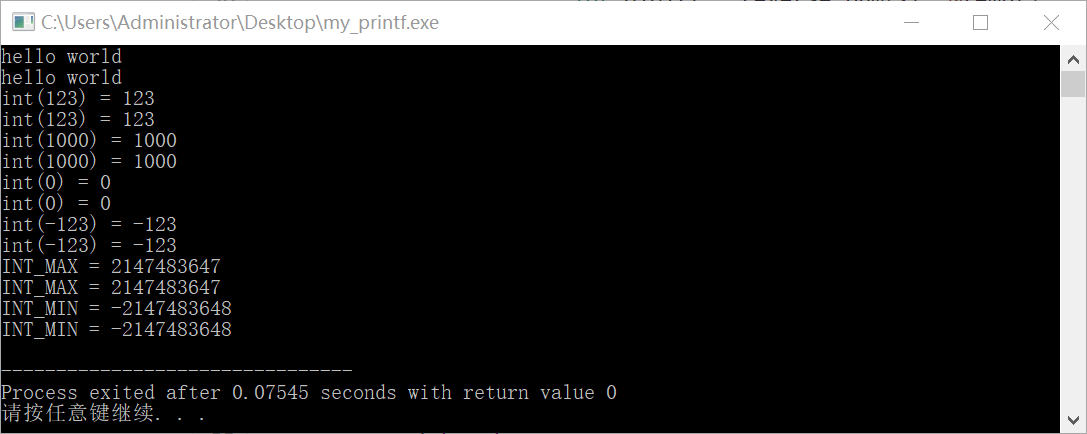 C:\Users\Administrator\Desktop\my_printf.exe
hello world
hello world
int(123) = 123
int(123) = 123
int(1000) = 1000
int(1000) = 1000
int(0) = 0
int(0) = 0
int(-123) = -123
int(-123) = -123
INT_MAX = 2147483647
INT_MAX = 2147483647
INT_MIN = -2147483648
INT_MIN = -2147483648
--------------------------------
Process exited after 0.07545 seconds with return value 0
请按任意键继续. . .